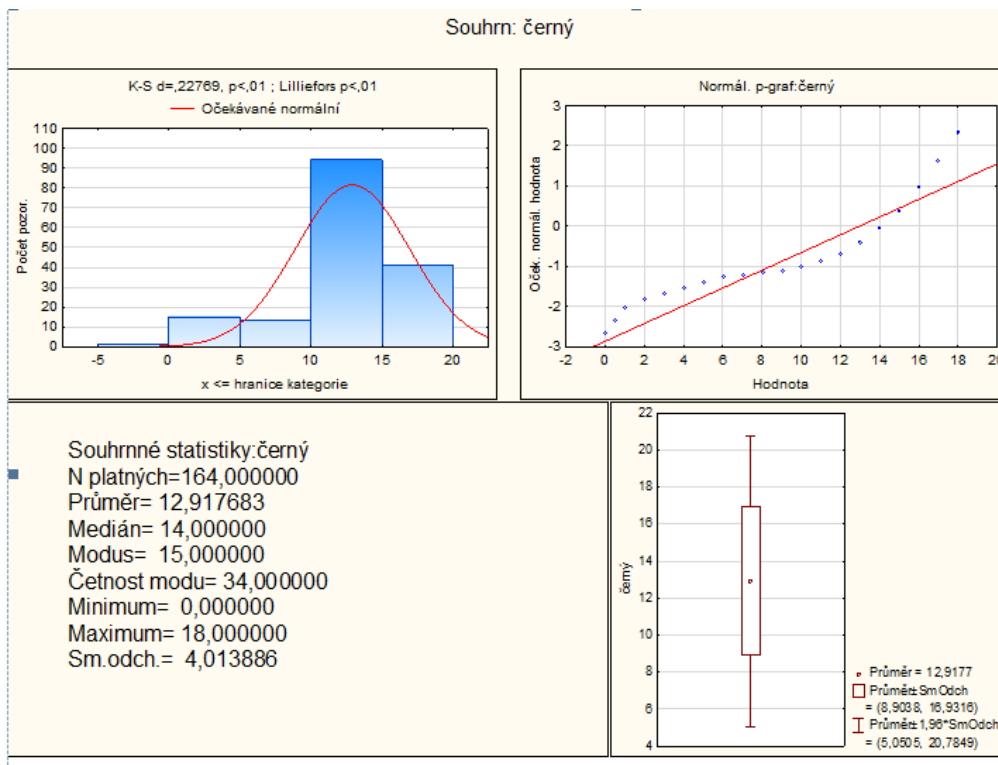 Souhrn: černý
K-S d=,22769, p<,01 ; Lilliefors p<,01
Očekávané normální
110
100
90
80
70
60
50
40
30
20
10
0
Počet pozor.
-5 0 5 10 15 20
x <= hranice kategorie
Normál. p-graf:černý
3
2
1
0
-1
-2
-3
Oček. normál. hodnota
-2 0 2 4 6 8 10 12 14 16 18 20
Hodnota
Souhrnné statistiky:černý
N platných=164,000000
Průměr= 12,917683
Medián= 14,000000
Modus= 15,000000
Četnost modu= 34,000000
Minimum= 0,000000
Maximum= 18,000000
Sm.odch.= 4,013886
22
20
18
16
14
12
10
8
6
4
černý
Průměr = 12,9177
Průměr±SmOdch
= (8,9038, 16,9316)
Průměr±1,96*SmOdch
= (5,0505, 20,7849)